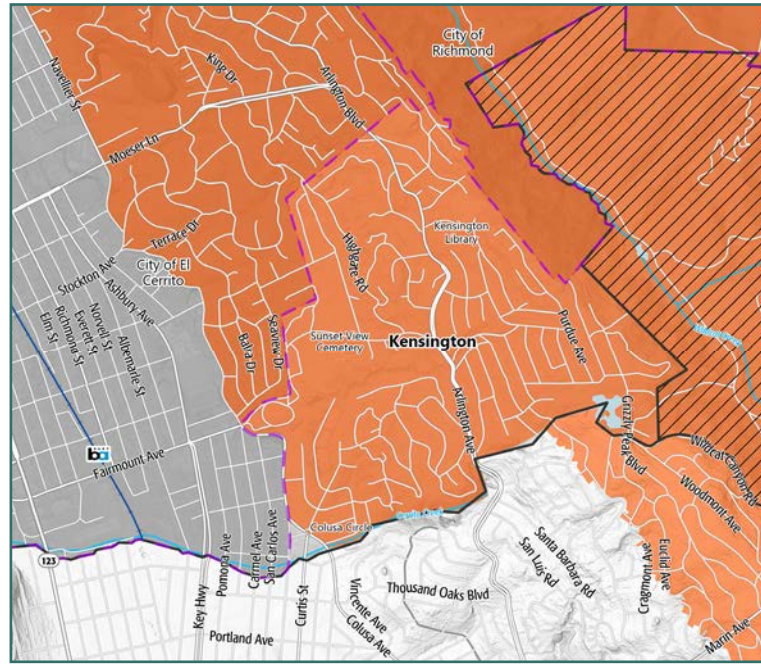 City of
Richmond
King Dr
Arlington Blvd
Navellier St
Moeser Ln
Kensington
Library
Highgate Rd
Terrace Dr
City of El
Cerrito
Stockton Ave
Ashbury Ave
Norvell St
Everett St
Richmond St
Elm St
Albemarle St
Seaview Dr
Balra Dr
Sunset View
Cemetery
Kensington
Purdue Ave
Arlington Ave
Grizzly Peak
Blvd
Wildcat Canyon
Rd
Woodmont Ave
ba
Fairmount Ave
Colusa Circle
123
Key Hwy
Pomona Ave
Carmel Ave
San Carlos Ave
Curtis St
Vincente Ave
Colusa Ave
Thousand Oaks Blvd
Santa Barbara Rd
San Luis Rd
Euclid Ave
Cragmont Ave
Marin Ave
Portland Ave